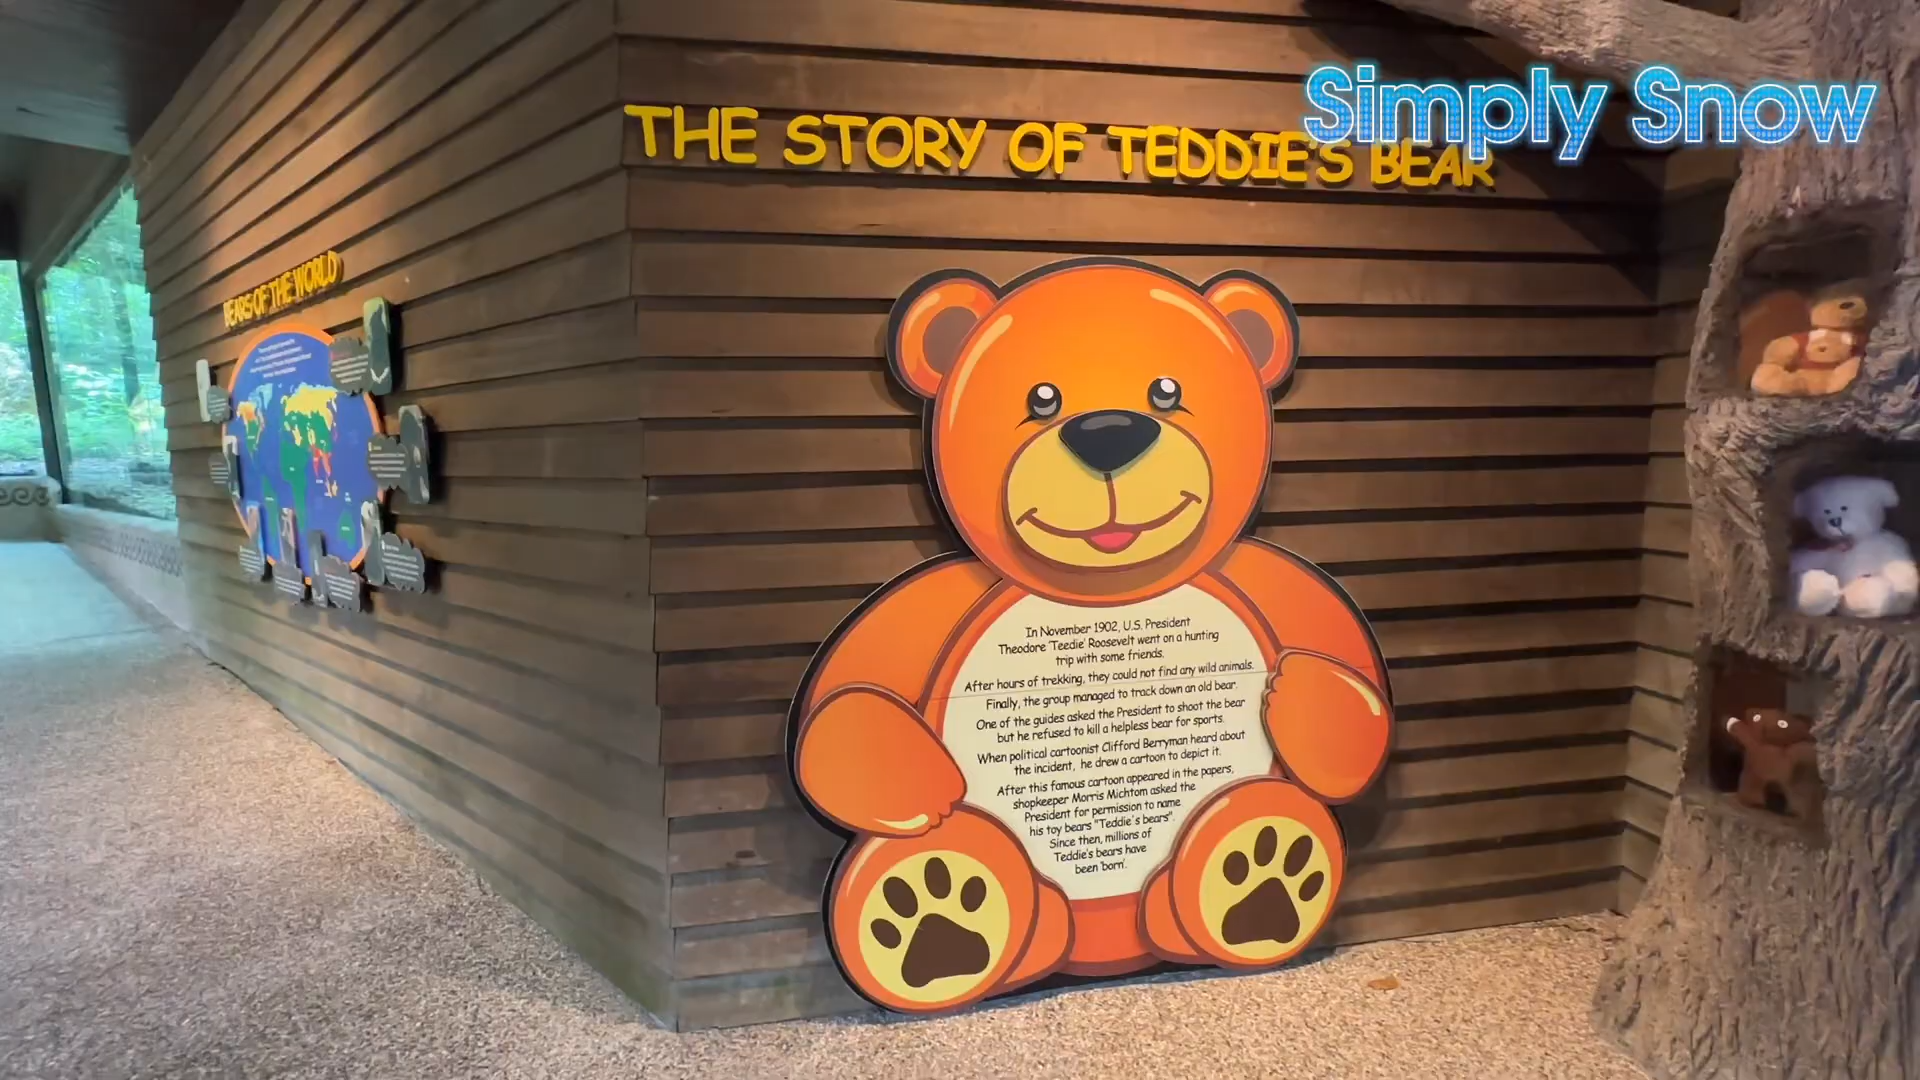 Simply Snow
THE STORY OF TEDDIE'S BEAR
BEARS OF THE WORLD
In November 1902, U.S. President
Theodore 'Teedie' Roosevelt went on a hunting
trip with some friends.
After hours of trekking, they could not find any wild animals.
Finally, the group managed to track down an old bear.
One of the guides asked the President to shoot the bear
but he refused to kill a helpless bear for sports.
When political cartoonist Clifford Berryman heard about
the incident, he drew a cartoon to depict it.
After this famous cartoon appeared in the papers,
shopkeeper Morris Michtom asked the
President for permission to name
his toy bears "Teddie's bears".
Since then, millions of
Teddie's bears have
been 'born'.